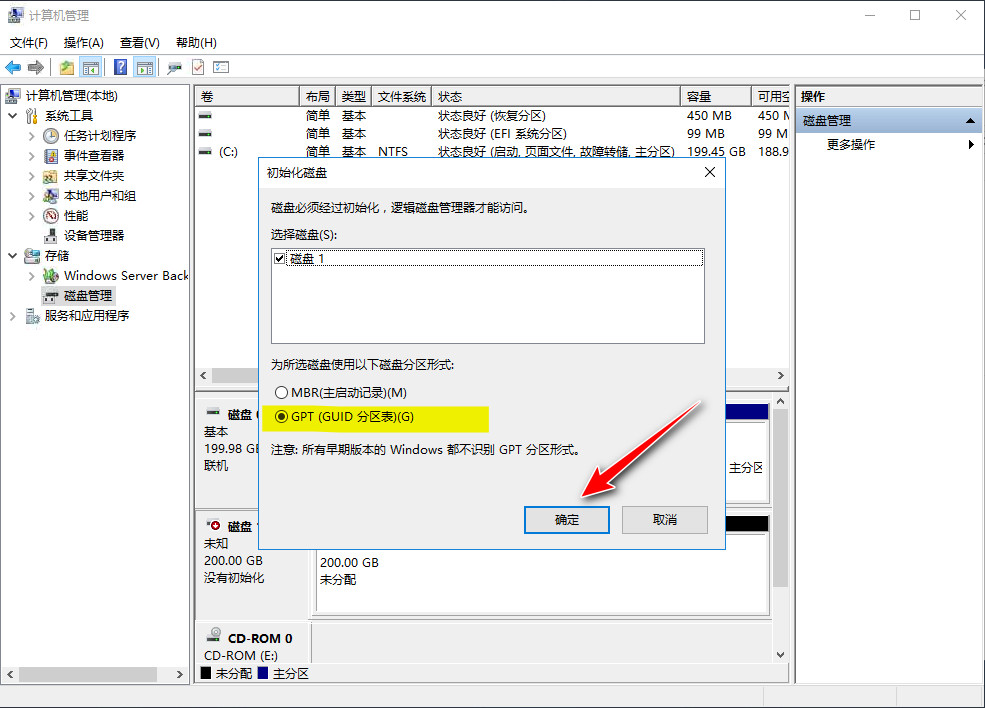 计算机管理
文件(F) 操作(A) 查看(V) 帮助(H)
计算机管理(本地)
系统工具
任务计划程序
事件查看器
共享文件夹
本地用户和组
性能
设备管理器
存储
Windows Server Back
磁盘管理
服务和应用程序
卷 布局 类型 文件系统 状态 容量 可用空
简单 基本 状态良好 (恢复分区) 450 MB 450 M
简单 基本 状态良好 (EFI 系统分区) 99 MB 99 M
(C:) 简单 基本 NTFS 状态良好 (启动, 页面文件, 故障转储, 主分区) 199.45 GB 188.9
初始化磁盘
磁盘必须经过初始化，逻辑磁盘管理器才能访问。
选择磁盘(S):
磁盘 1
为所选磁盘使用以下磁盘分区形式:
MBR(主启动记录)(M)
GPT (GUID 分区表)(G)
注意: 所有早期版本的 Windows 都不识别 GPT 分区形式。
确定 取消
磁盘
基本
199.98 GB
联机
主分区
磁盘
未知
200.00 GB
没有初始化
200.00 GB
未分配
CD-ROM 0
CD-ROM (E:)
未分配 主分区
操作
磁盘管理
更多操作